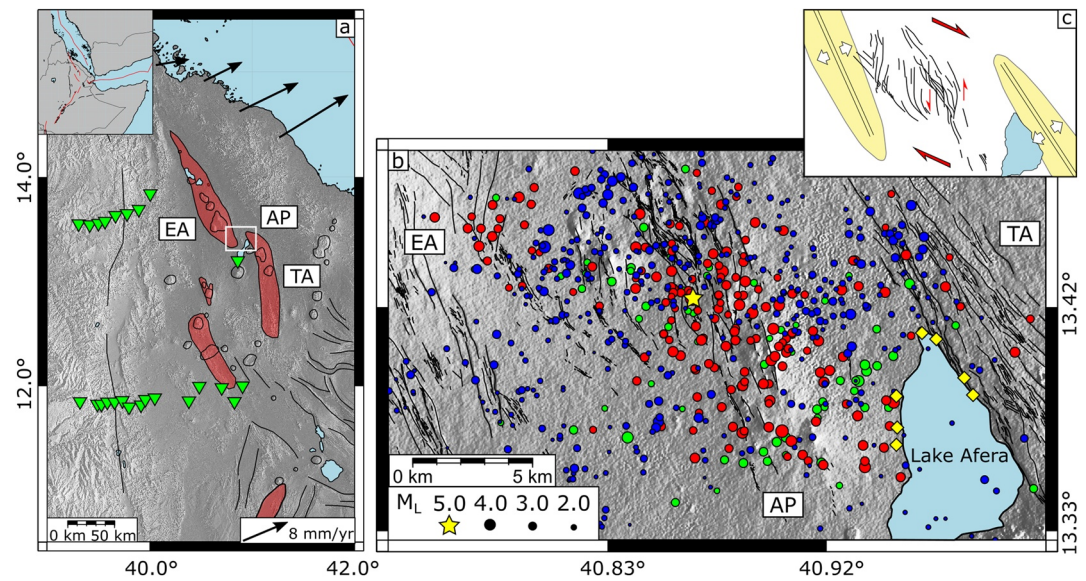 a
c
14.0°
12.0°
40.0°
42.0°
EA
AP
TA
0 km 50 km
8 mm/yr
b
EA
TA
AP
Lake Afera
0 km
5 km
ML 5.0 4.0 3.0 2.0
13.42°
13.33°
40.83°
40.92°